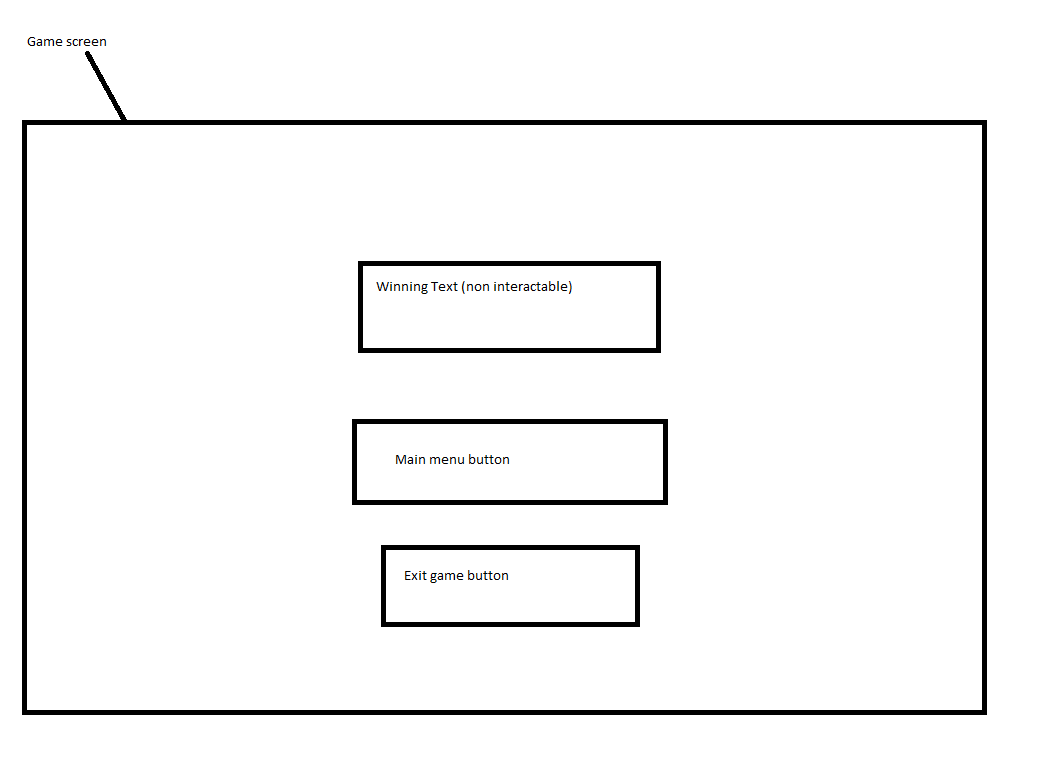 Game screen
Winning Text (non interactable)
Main menu button
Exit game button